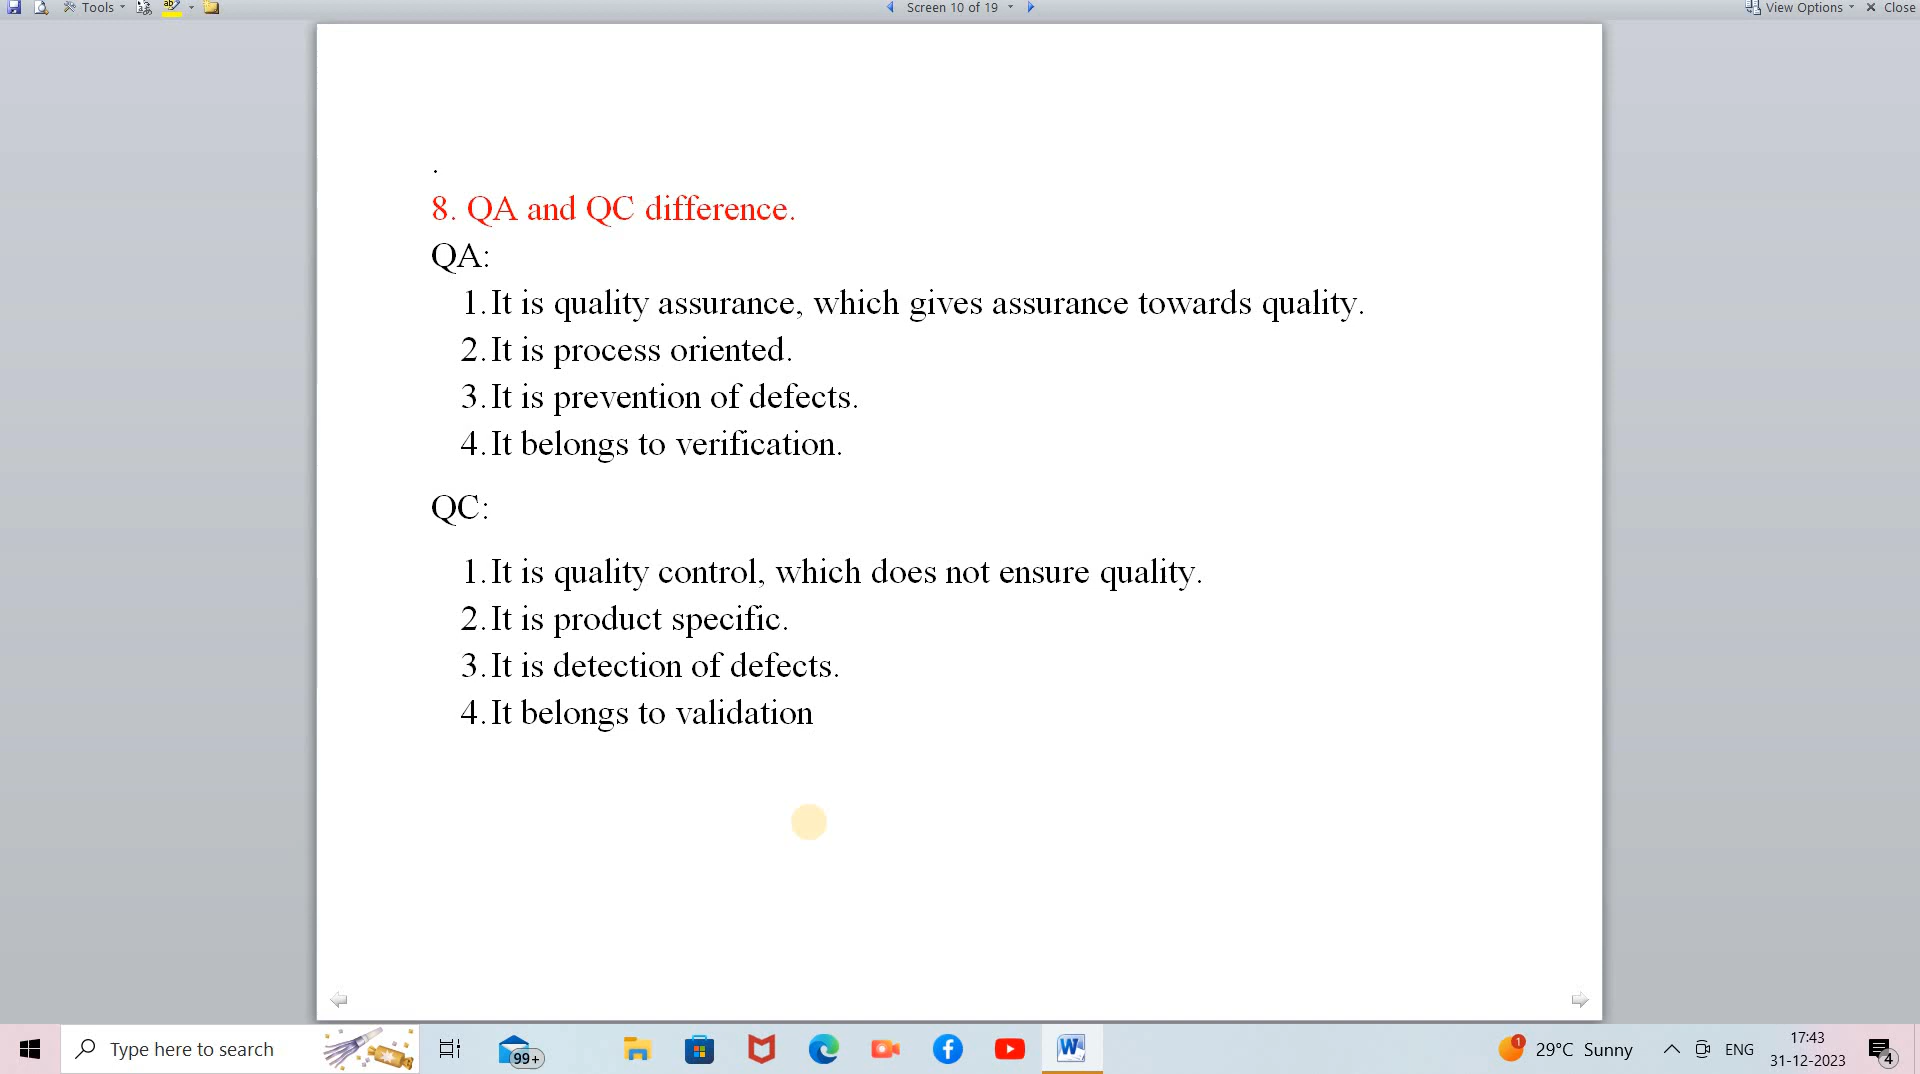 Tools
Screen 10 of 19
View Options
Close
.
8. QA and QC difference.
QA:
1. It is quality assurance, which gives assurance towards quality.
2. It is process oriented.
3. It is prevention of defects.
4. It belongs to verification.
QC:
1. It is quality control, which does not ensure quality.
2. It is product specific.
3. It is detection of defects.
4. It belongs to validation
Type here to search
99+
W
1
29°C Sunny
ENG
17:43
31-12-2023
4